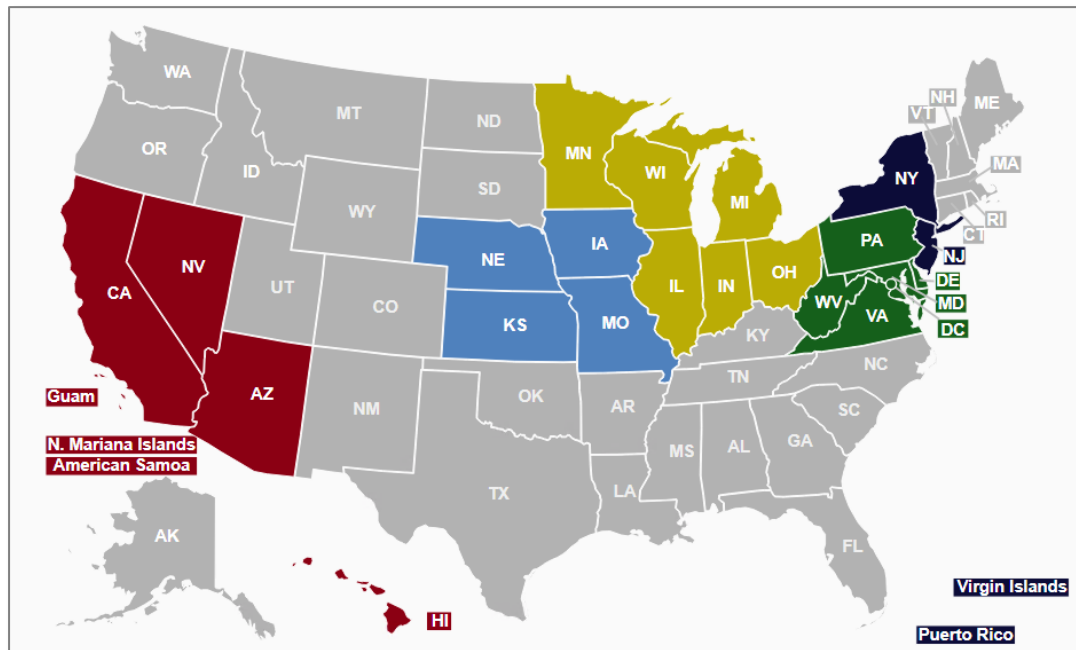 WA
MT
ND
MN
OR
ID
SD
WI
MI
WY
NH
VT
ME
MA
NY
RI
CT
PA
NJ
IA
NE
NV
UT
CO
CA
KS
MO
IL
IN
OH
WV
VA
DE
MD
DC
KY
Guam
AZ
NM
OK
AR
TN
NC
SC
N. Mariana Islands
American Samoa
MS
AL
GA
TX
LA
FL
AK
HI
Virgin Islands
Puerto Rico